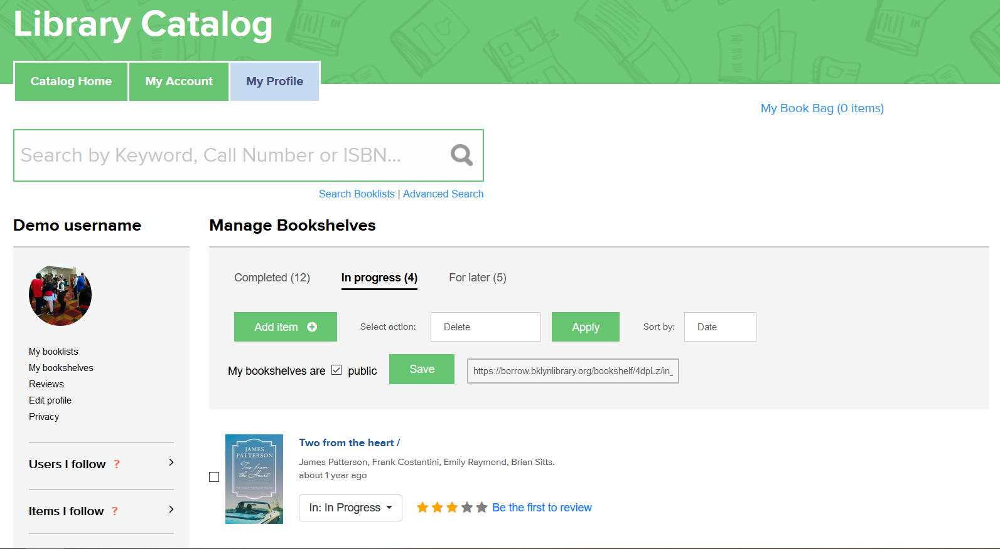 Library Catalog
Catalog Home
My Account
My Profile
My Book Bag (0 items)
Search by Keyword, Call Number or ISBN...
Search Booklists | Advanced Search
Demo username
My booklists
My bookshelves
Reviews
Edit profile
Privacy
Users I follow ?
Items I follow ?
Manage Bookshelves
Completed (12)
In progress (4)
For later (5)
Add item
Select action:
Delete
Apply
Sort by:
Date
My bookshelves are public
Save
https://borrow.bklynlibrary.org/bookshelf/4dpLz/in_
JAMES
PATTERSON
Two from
the Heart
Two from the heart /
James Patterson, Frank Costantini, Emily Raymond, Brian Sitts.
about 1 year ago
In: In Progress
Be the first to review